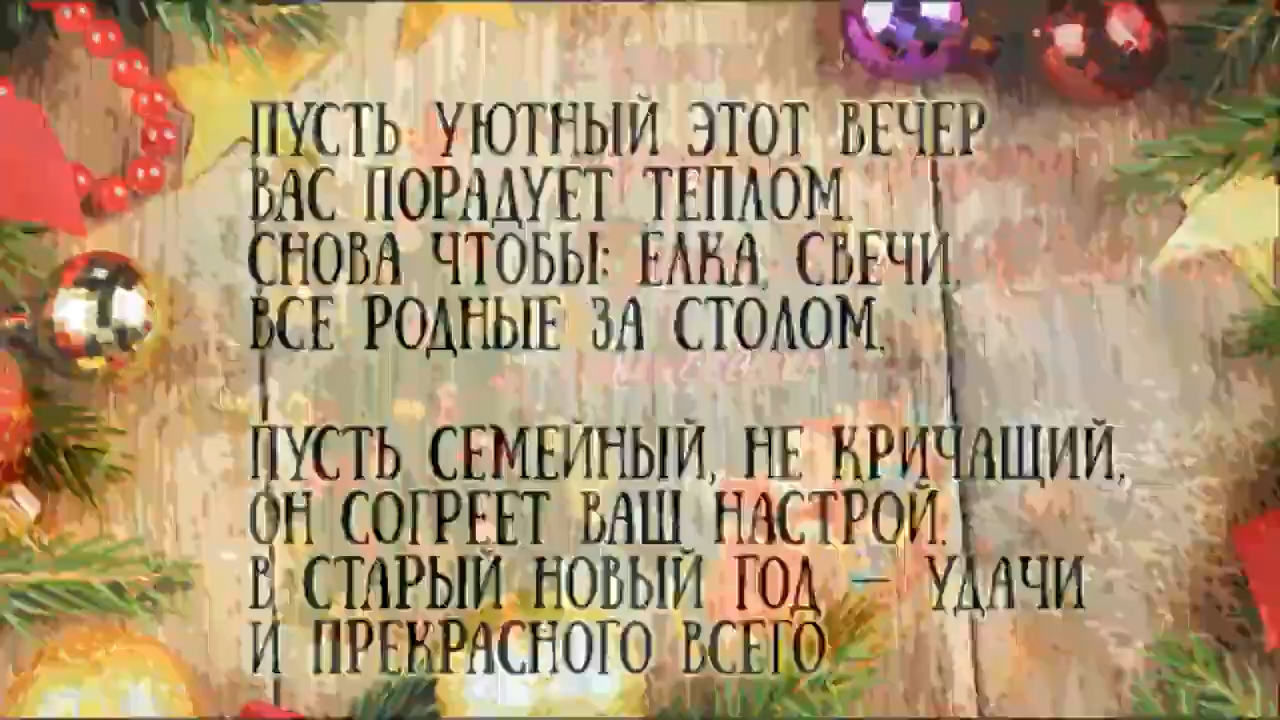 ПУСТЬ УЮТНЫЙ ЭТОТ ВЕЧЕР
ВАС ПОРАДУЕТ ТЕПЛОМ.
СНОВА ЧТОБЫ: ЕЛКА, СВЕЧИ,
ВСЕ РОДНЫЕ ЗА СТОЛОМ.
ПУСТЬ СЕМЕЙНЫЙ, НЕ КРИЧАЩИЙ,
ОН СОГРЕЕТ ВАШ НАСТРОЙ.
В СТАРЫЙ НОВЫЙ ГОД — УДАЧИ
И ПРЕКРАСНОГО ВСЕГО